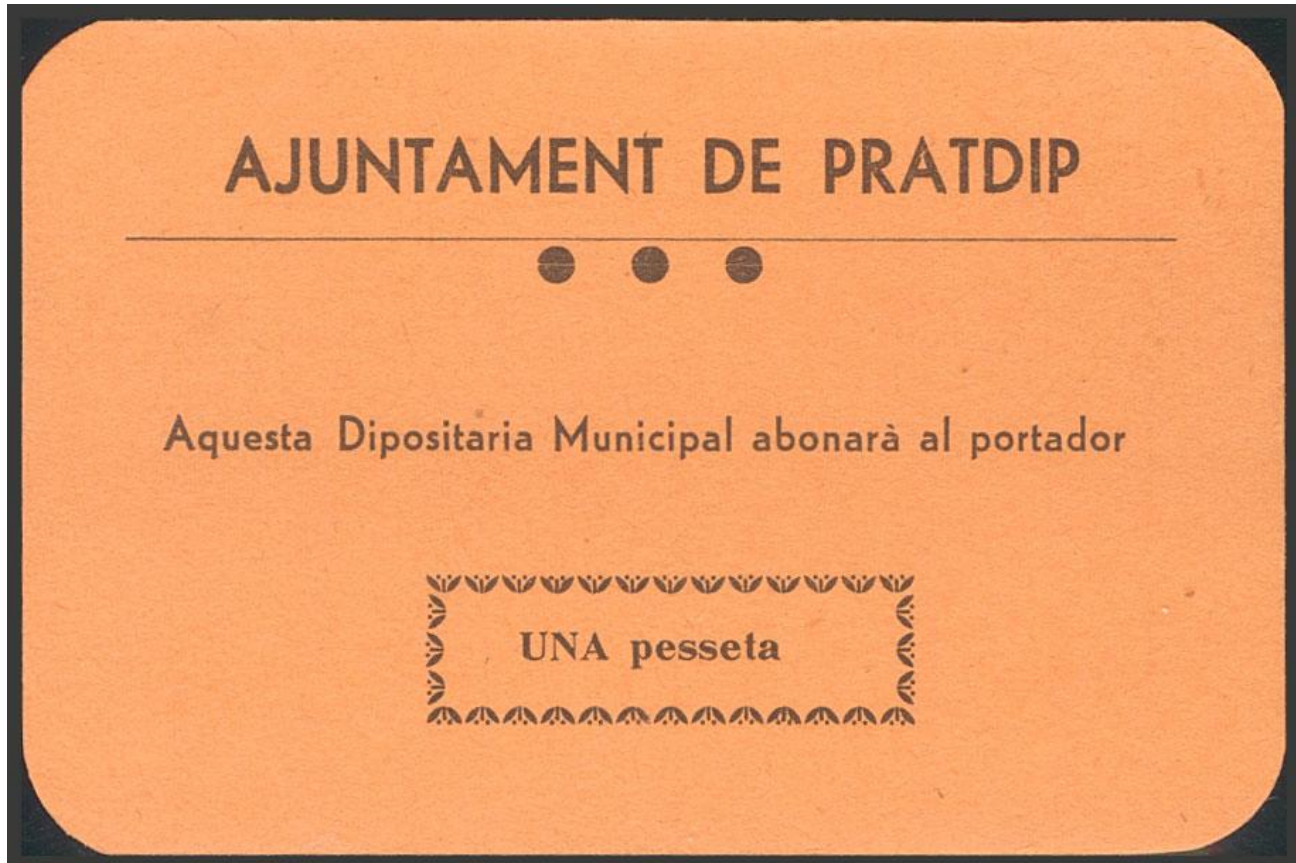 AJUNTAMENT DE PRATDIP
Aquesta Dipositaria Municipal abonarà al portador
UNA pesseta